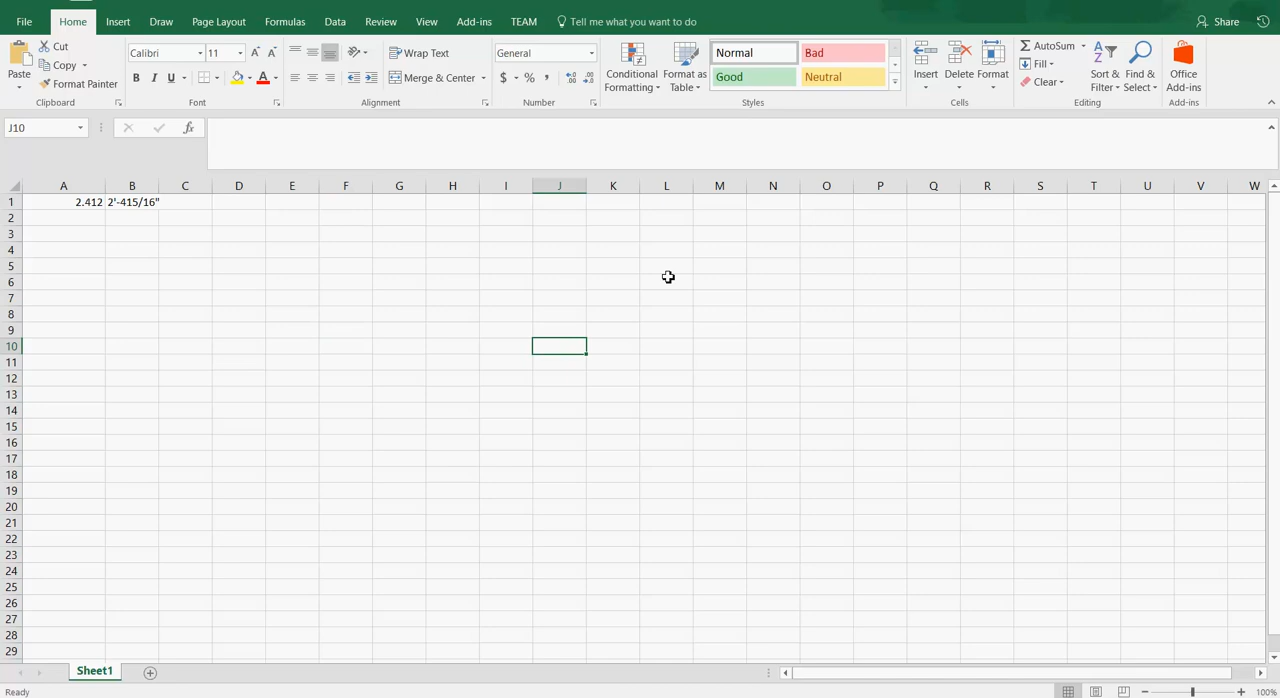 File Home Insert Draw Page Layout Formulas Data Review View Add-ins TEAM Tell me what you want to do Share
Paste Cut Copy Format Painter
Clipboard
Calibri 11 A A
B I U A
Font
Wrap Text
Merge & Center
Alignment
General
$ % ,
Number
Conditional Formatting
Format as Table
Normal Bad
Good Neutral
Styles
Insert Delete Format
Cells
AutoSum
Fill
Clear
Sort & Filter
Find & Select
Editing
Office Add-ins
Add-ins
J10 fx
A B C D E F G H I J K L M N O P Q R S T U V W
1 2.412 2'-415/16"
2
3
4
5
6
7
8
9
10
11
12
13
14
15
16
17
18
19
20
21
22
23
24
25
26
27
28
29
Sheet1
Ready 100%